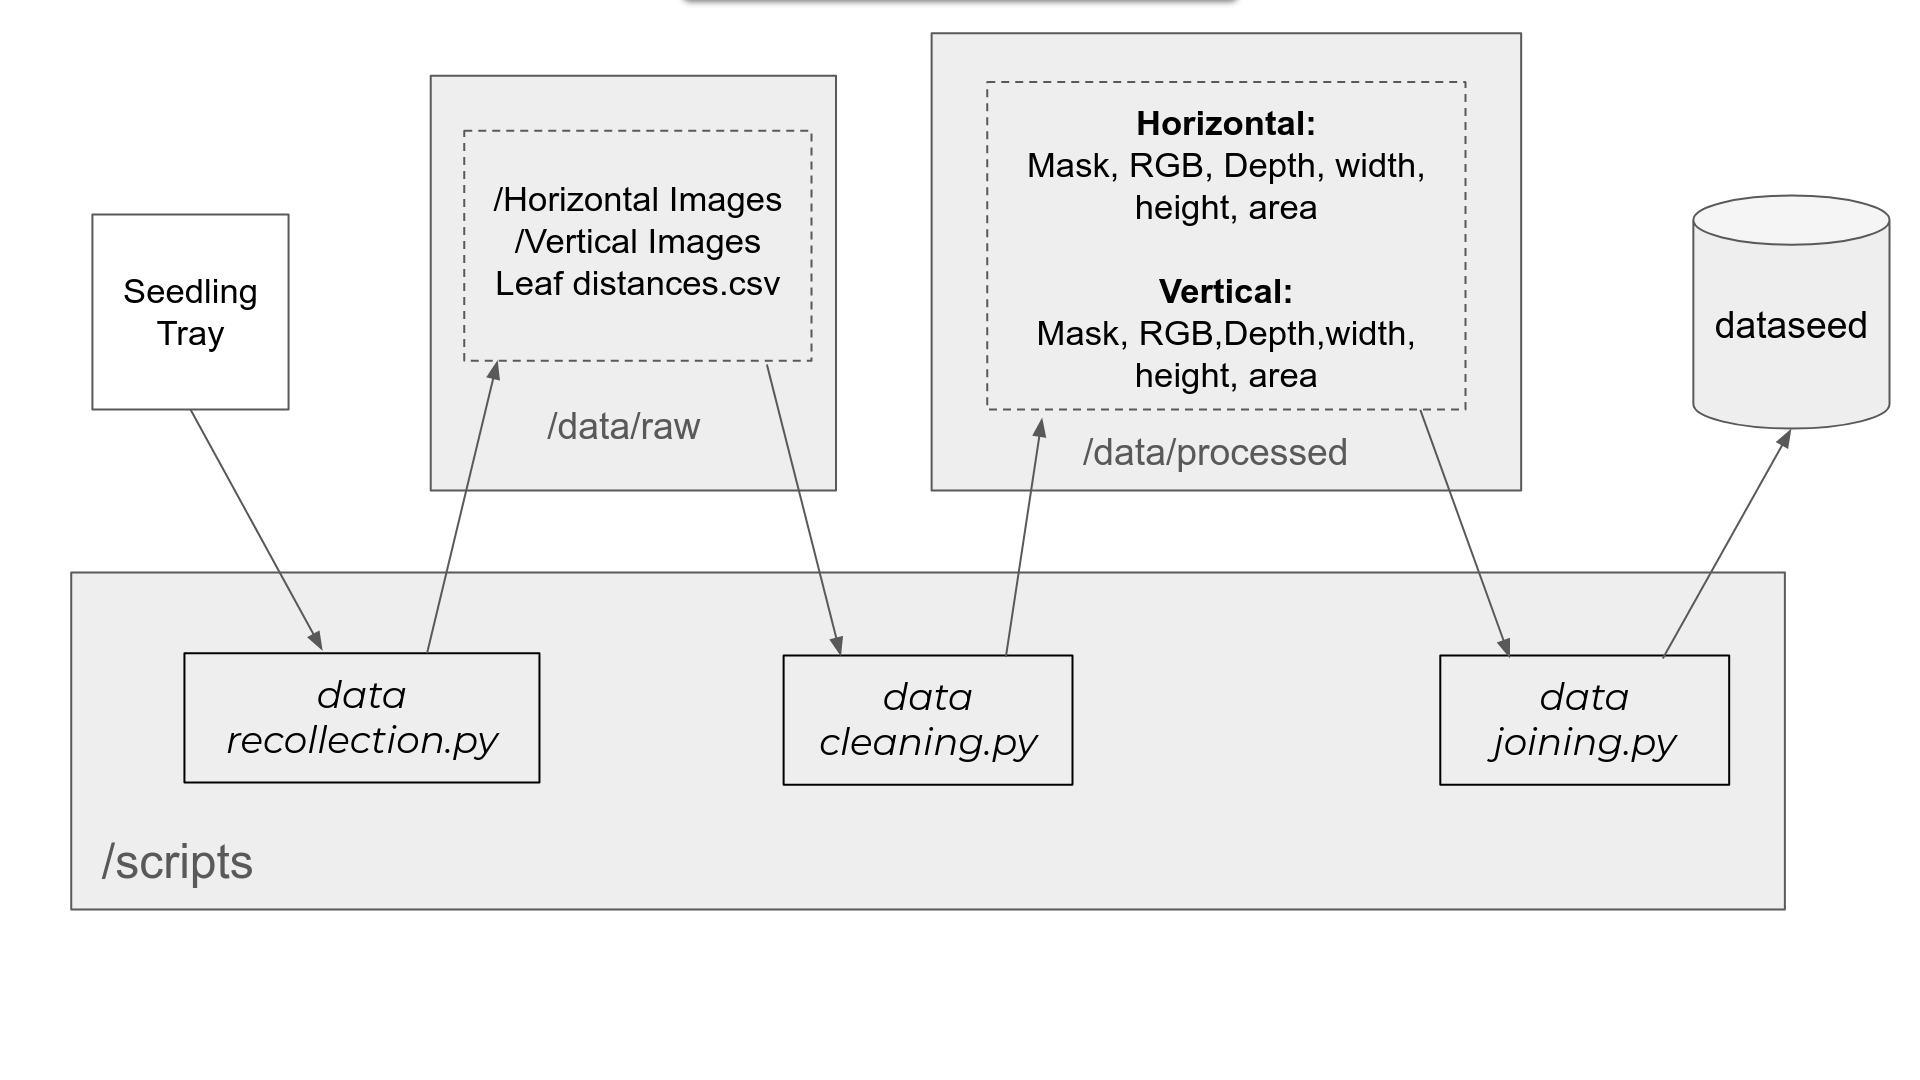 Seedling
Tray
/Horizontal Images
/Vertical Images
Leaf distances.csv
/data/raw
Horizontal:
Mask, RGB, Depth, width,
height, area
Vertical:
Mask, RGB,Depth,width,
height, area
/data/processed
dataseed
data
recollection.py
data
cleaning.py
data
joining.py
/scripts